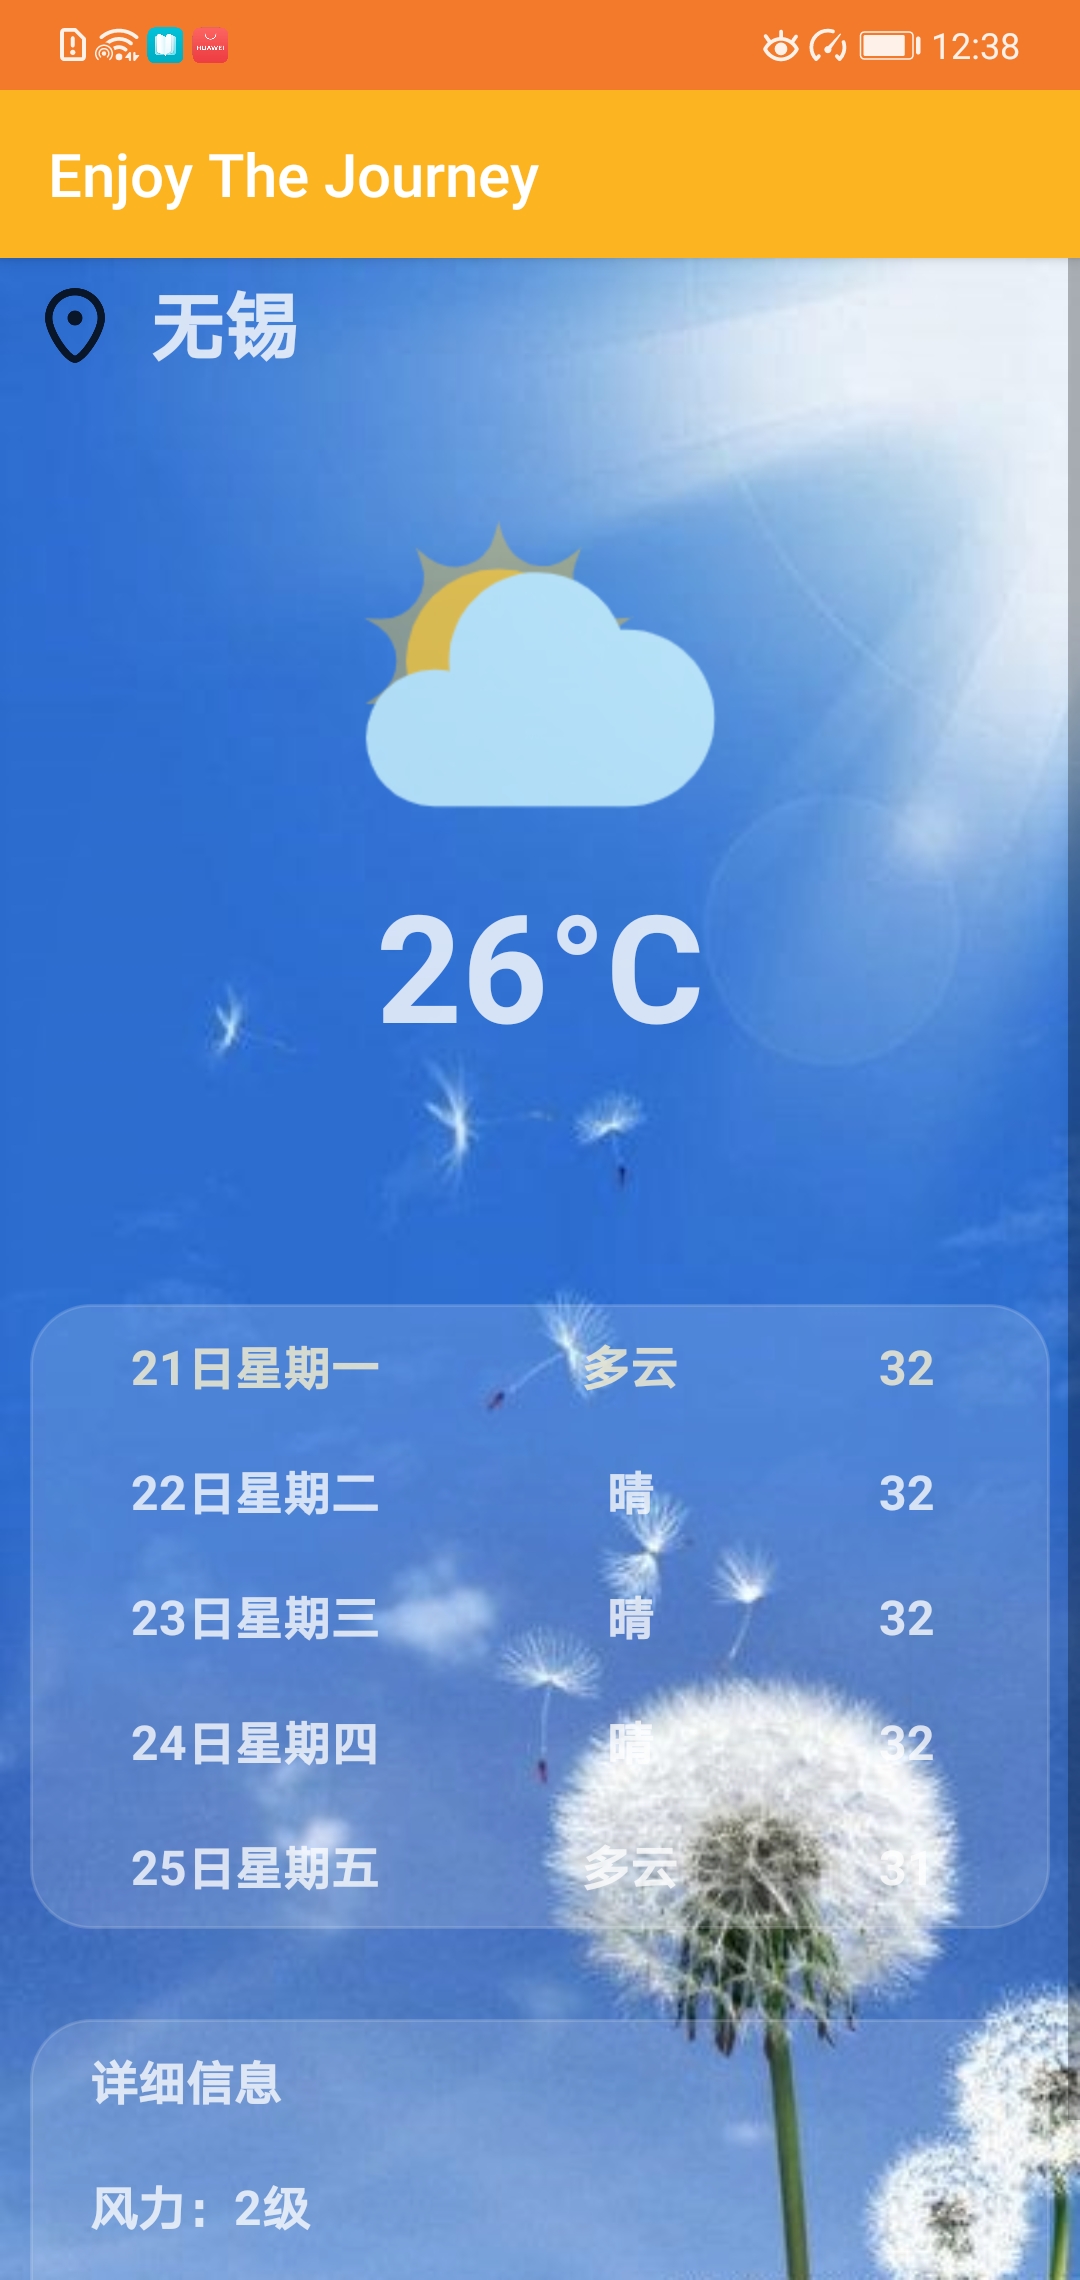 HUAWEI
12:38
Enjoy The Journey
无锡
26°C
21日星期一 多云 32
22日星期二 晴 32
23日星期三 晴 32
24日星期四 晴 32
25日星期五 多云 31
详细信息
风力：2级